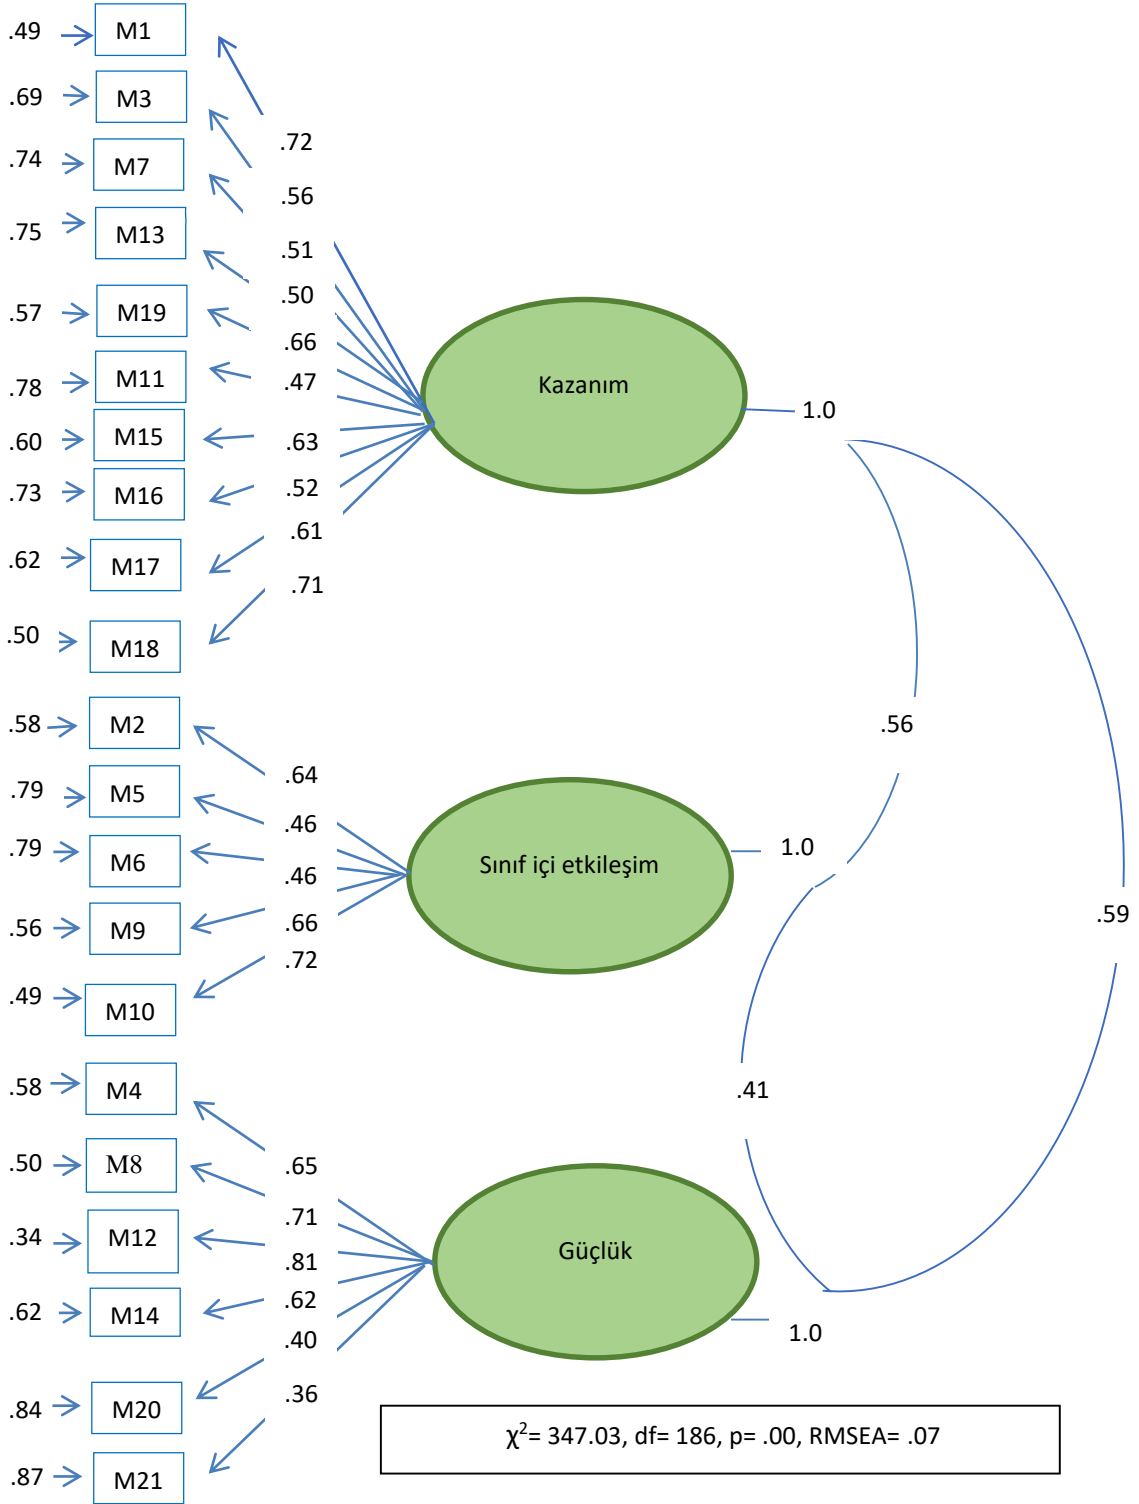 .49 M1
.69 M3
.74 M7
.75 M13
.57 M19
.78 M11
.60 M15
.73 M16
.62 M17
.50 M18
.72
.56
.51
.50
.66
.47
.63
.52
.61
.71
Kazanım
1.0
.58 M2
.79 M5
.79 M6
.56 M9
.49 M10
.64
.46
.46
.66
.72
Sınıf içi etkileşim
1.0
.56
.59
.41
.58 M4
.50 M8
.34 M12
.62 M14
.84 M20
.87 M21
.65
.71
.81
.62
.40
.36
Güçlük
1.0
χ²= 347.03, df= 186, p= .00, RMSEA= .07